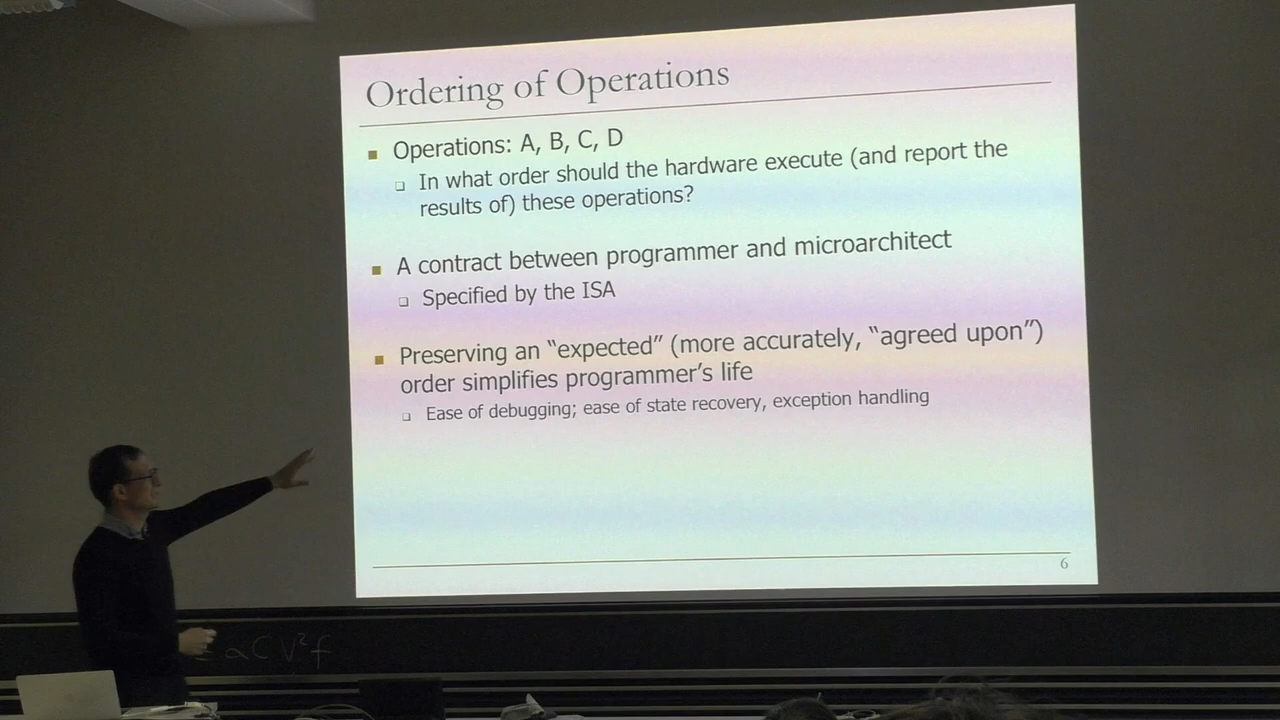 Ordering of Operations
Operations: A, B, C, D
In what order should the hardware execute (and report the
results of) these operations?
A contract between programmer and microarchitect
Specified by the ISA
Preserving an “expected” (more accurately, “agreed upon”)
order simplifies programmer’s life
Ease of debugging; ease of state recovery, exception handling
6
αCV²f